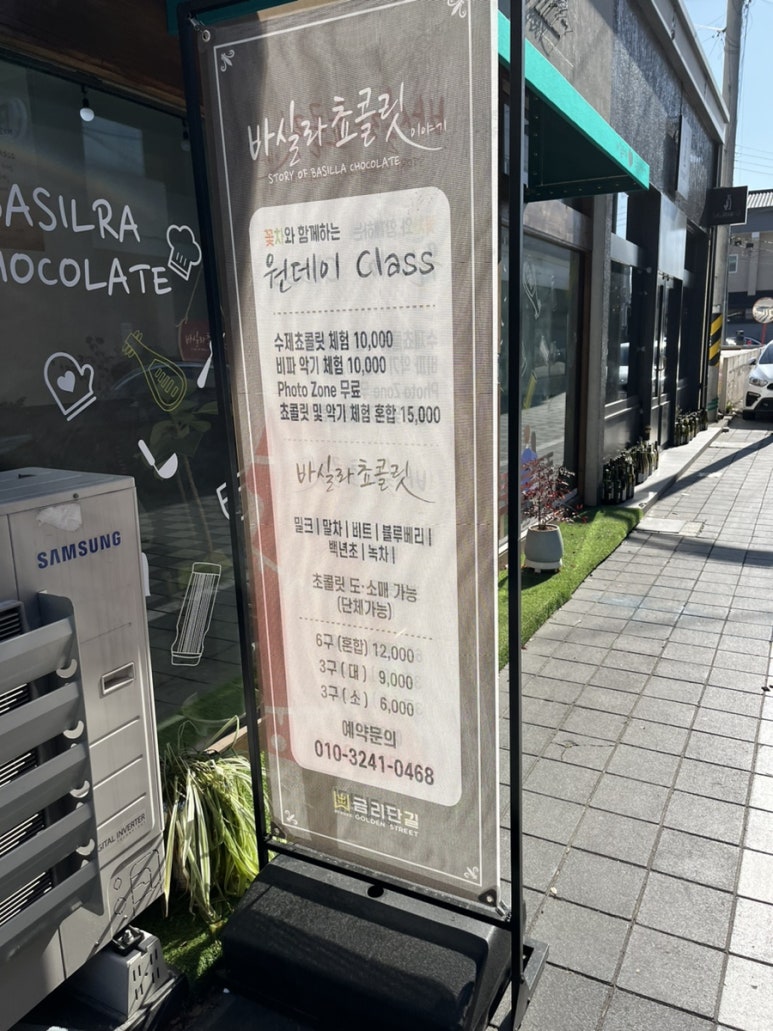 바실라쵸콜릿 이야기
STORY OF BASILLA CHOCOLATE
꽃차와 함께하는
원데이 Class
수제쵸콜릿 체험 10,000
비파 악기 체험 10,000
Photo Zone 무료
쵸콜릿 및 악기 체험 혼합 15,000
바실라쵸콜릿
밀크 | 말차 | 비트 | 블루베리 |
백년초 | 녹차 |
초콜릿 도·소매 가능
(단체가능)
6구 (혼합) 12,000
3구 ( 대 ) 9,000
3구 ( 소 ) 6,000
예약문의
010-3241-0468
금리단길
GOLDEN STREET
BASILRA
CHOCOLATE
SAMSUNG
DIGITAL INVERTER